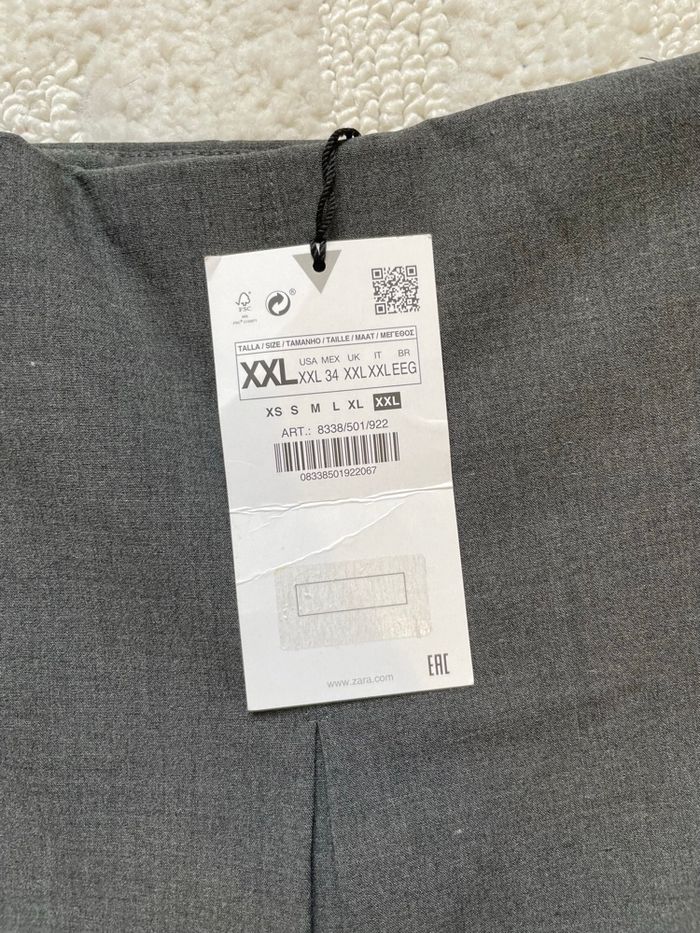 FSC
®
TALLA / SIZE / TAMANHO / TAILLE / MAAT / ΜΕΓΕΘΟΣ
USA MEX UK IT BR
XXL XXL 34 XXL XXL EEG
XS S M L XL XXL
ART.: 8338/501/922
08338501922067
www.zara.com
EAC